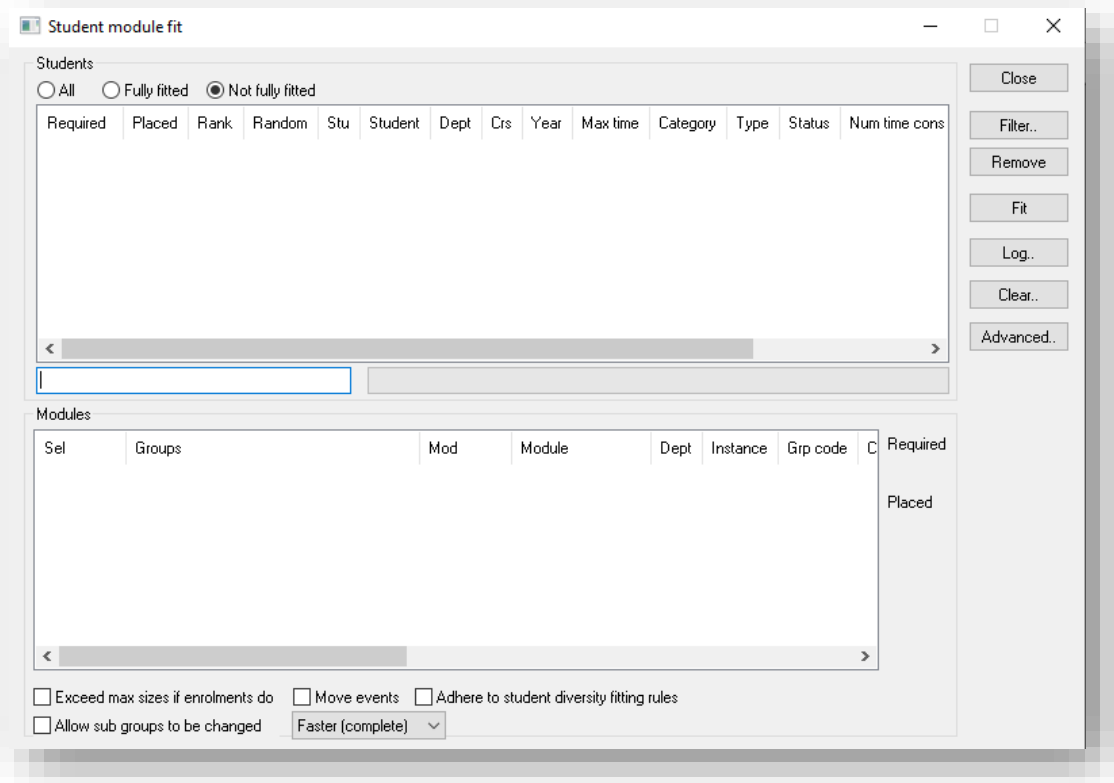 Student module fit
Students
All Fully fitted Not fully fitted
Close
Required Placed Rank Random Stu Student Dept Crs Year Max time Category Type Status Num time cons
Filter..
Remove
Fit
Log..
Clear..
Advanced..
Modules
Sel Groups Mod Module Dept Instance Grp code C
Required
Placed
Exceed max sizes if enrolments do Move events Adhere to student diversity fitting rules
Allow sub groups to be changed Faster (complete)